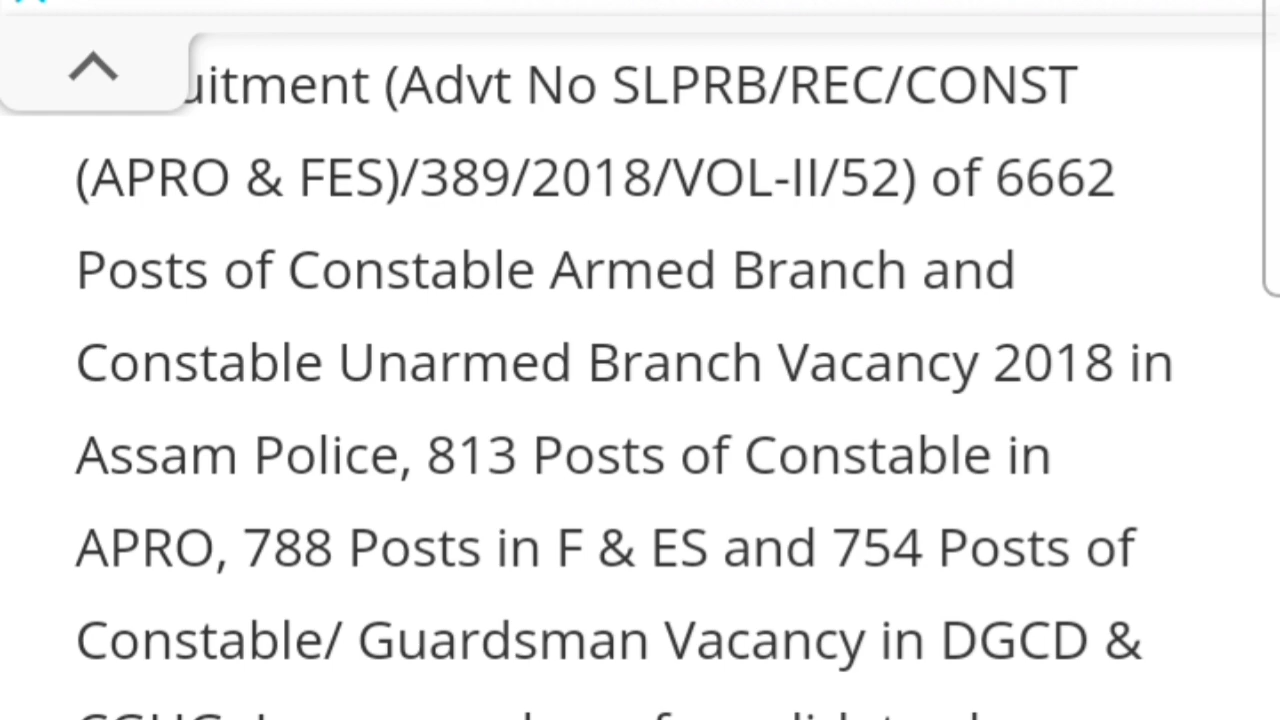 (Advt No SLPRB/REC/CONST
(APRO & FES)/389/2018/VOL-II/52) of 6662
Posts of Constable Armed Branch and
Constable Unarmed Branch Vacancy 2018 in
Assam Police, 813 Posts of Constable in
APRO, 788 Posts in F & ES and 754 Posts of
Constable/ Guardsman Vacancy in DGCD &